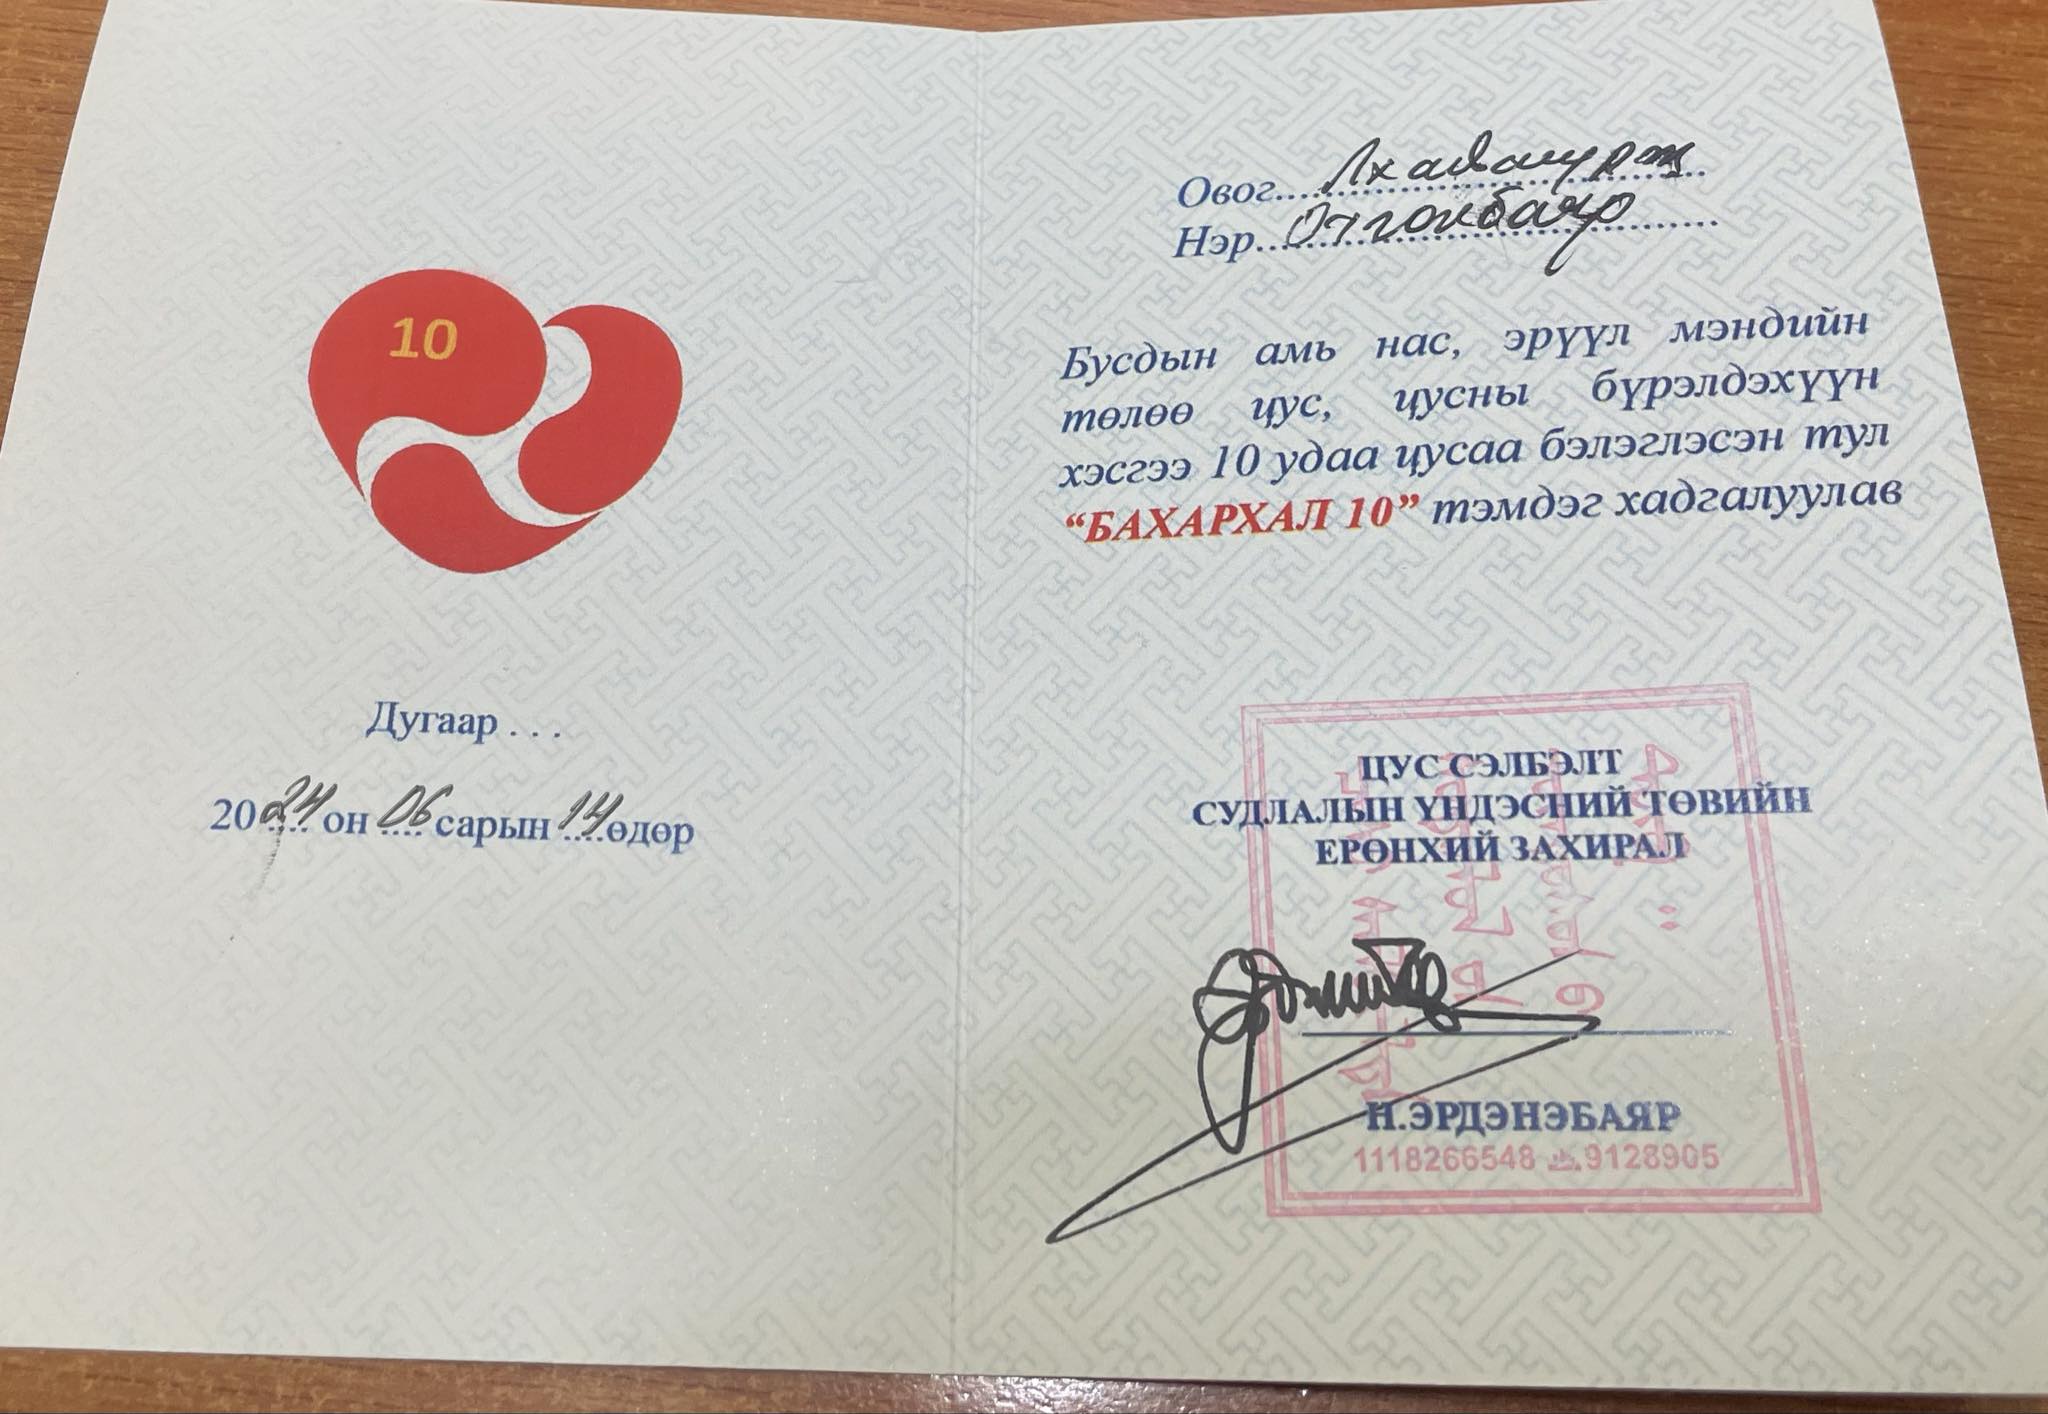 10
Дугаар . . .
2024 он 06 сарын 14 өдөр
Овог.... Лхагвасүрэн
Нэр.... Отгонбаяр
Бусдын амь нас, эрүүл мэндийн
төлөө цус, цусны бүрэлдэхүүн
хэсгээ 10 удаа цусаа бэлэглэсэн тул
“БАХАРХАЛ 10” тэмдэг хадгалуулав
ЦУС СЭЛБЭЛТ
СУДЛАЛЫН ҮНДЭСНИЙ ТӨВИЙН
ЕРӨНХИЙ ЗАХИРАЛ
Н.ЭРДЭНЭБАЯР
1118266548 9128905